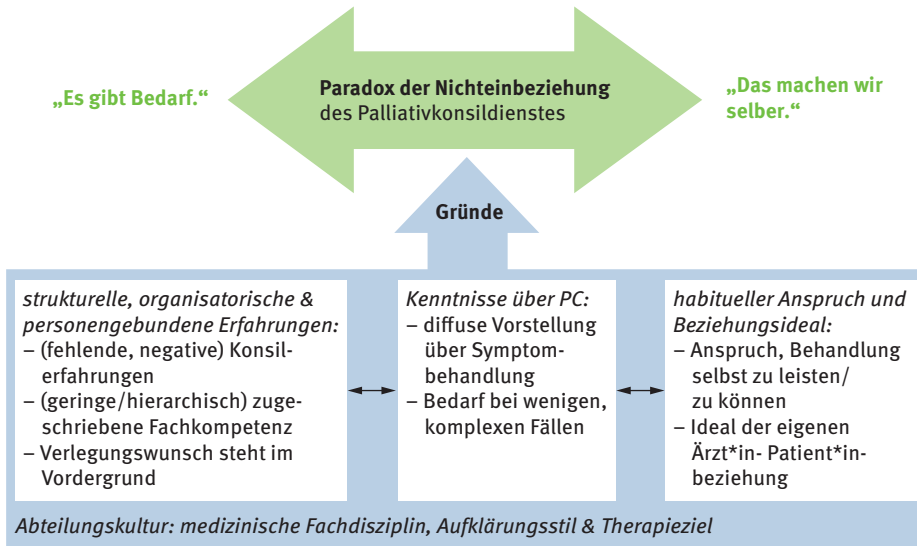 „Es gibt Bedarf.“
Paradox der Nichteinbeziehung
des Palliativkonsildienstes
„Das machen wir
selber.“
Gründe
strukturelle, organisatorische &
personengebundene Erfahrungen:
– (fehlende, negative) Konsil-
erfahrungen
– (geringe/hierarchisch) zuge-
schriebene Fachkompetenz
– Verlegungswunsch steht im
Vordergrund
Kenntnisse über PC:
– diffuse Vorstellung
über Symptom-
behandlung
– Bedarf bei wenigen,
komplexen Fällen
habitueller Anspruch und
Beziehungsideal:
– Anspruch, Behandlung
selbst zu leisten/
zu können
– Ideal der eigenen
Ärzt*in- Patient*in-
beziehung
Abteilungskultur: medizinische Fachdisziplin, Aufklärungsstil & Therapieziel